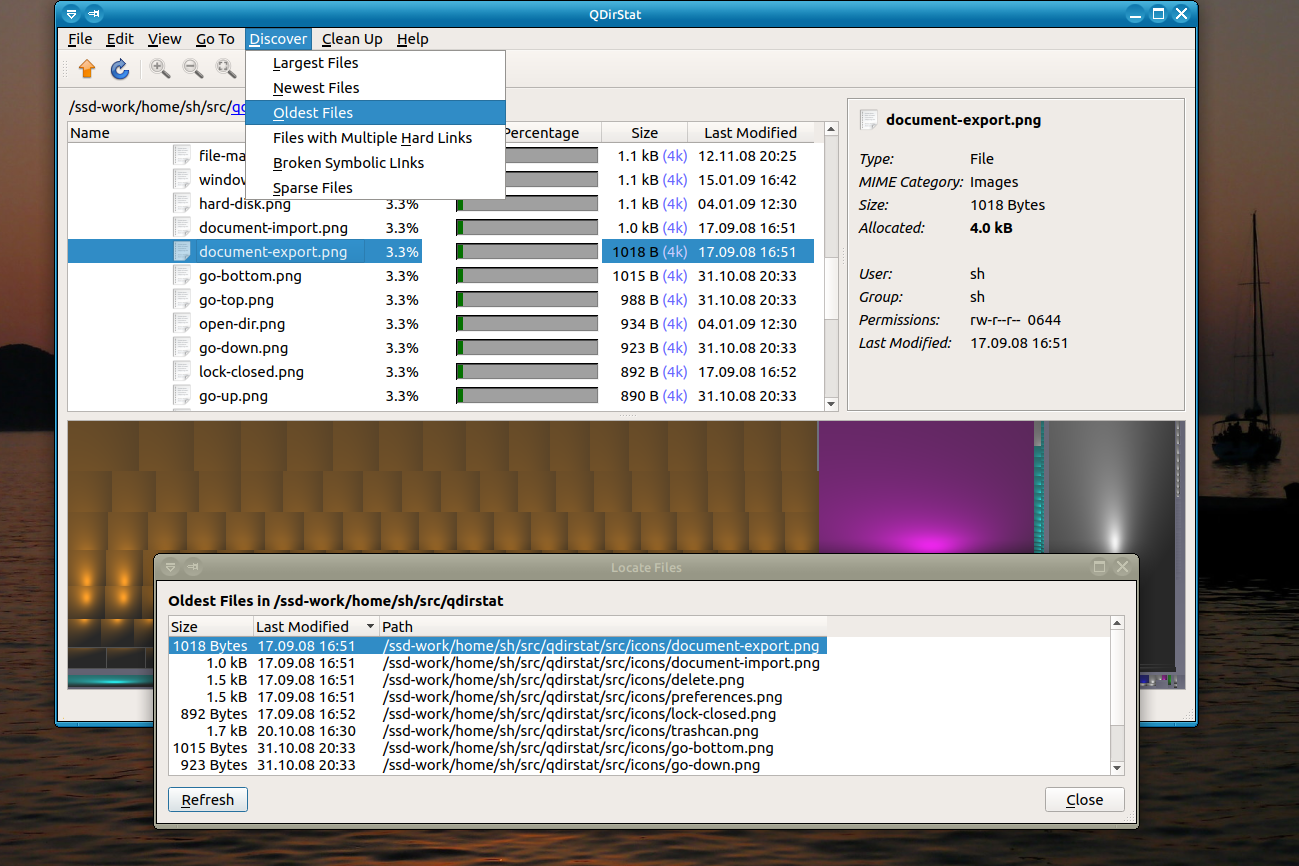 QDirStat
File Edit View Go To Discover Clean Up Help
Largest Files
Newest Files
Oldest Files
Files with Multiple Hard Links
Broken Symbolic LInks
Sparse Files
/ssd-work/home/sh/src/
Name Percentage Size Last Modified
1.1 kB (4k) 12.11.08 20:25
1.1 kB (4k) 15.01.09 16:42
hard-disk.png 3.3% 1.1 kB (4k) 04.01.09 12:30
document-import.png 3.3% 1.0 kB (4k) 17.09.08 16:51
document-export.png 3.3% 1018 B (4k) 17.09.08 16:51
go-bottom.png 3.3% 1015 B (4k) 31.10.08 20:33
go-top.png 3.3% 988 B (4k) 31.10.08 20:33
open-dir.png 3.3% 934 B (4k) 04.01.09 12:30
go-down.png 3.3% 923 B (4k) 31.10.08 20:33
lock-closed.png 3.3% 892 B (4k) 17.09.08 16:52
go-up.png 3.3% 890 B (4k) 31.10.08 20:33
document-export.png
Type: File
MIME Category: Images
Size: 1018 Bytes
Allocated: 4.0 kB
User: sh
Group: sh
Permissions: rw-r--r-- 0644
Last Modified: 17.09.08 16:51
Locate Files
Oldest Files in /ssd-work/home/sh/src/qdirstat
Size Last Modified Path
1018 Bytes 17.09.08 16:51 /ssd-work/home/sh/src/qdirstat/src/icons/document-export.png
1.0 kB 17.09.08 16:51 /ssd-work/home/sh/src/qdirstat/src/icons/document-import.png
1.5 kB 17.09.08 16:51 /ssd-work/home/sh/src/qdirstat/src/icons/delete.png
1.5 kB 17.09.08 16:51 /ssd-work/home/sh/src/qdirstat/src/icons/preferences.png
892 Bytes 17.09.08 16:52 /ssd-work/home/sh/src/qdirstat/src/icons/lock-closed.png
1.7 kB 20.10.08 16:30 /ssd-work/home/sh/src/qdirstat/src/icons/trashcan.png
1015 Bytes 31.10.08 20:33 /ssd-work/home/sh/src/qdirstat/src/icons/go-bottom.png
923 Bytes 31.10.08 20:33 /ssd-work/home/sh/src/qdirstat/src/icons/go-down.png
Refresh Close